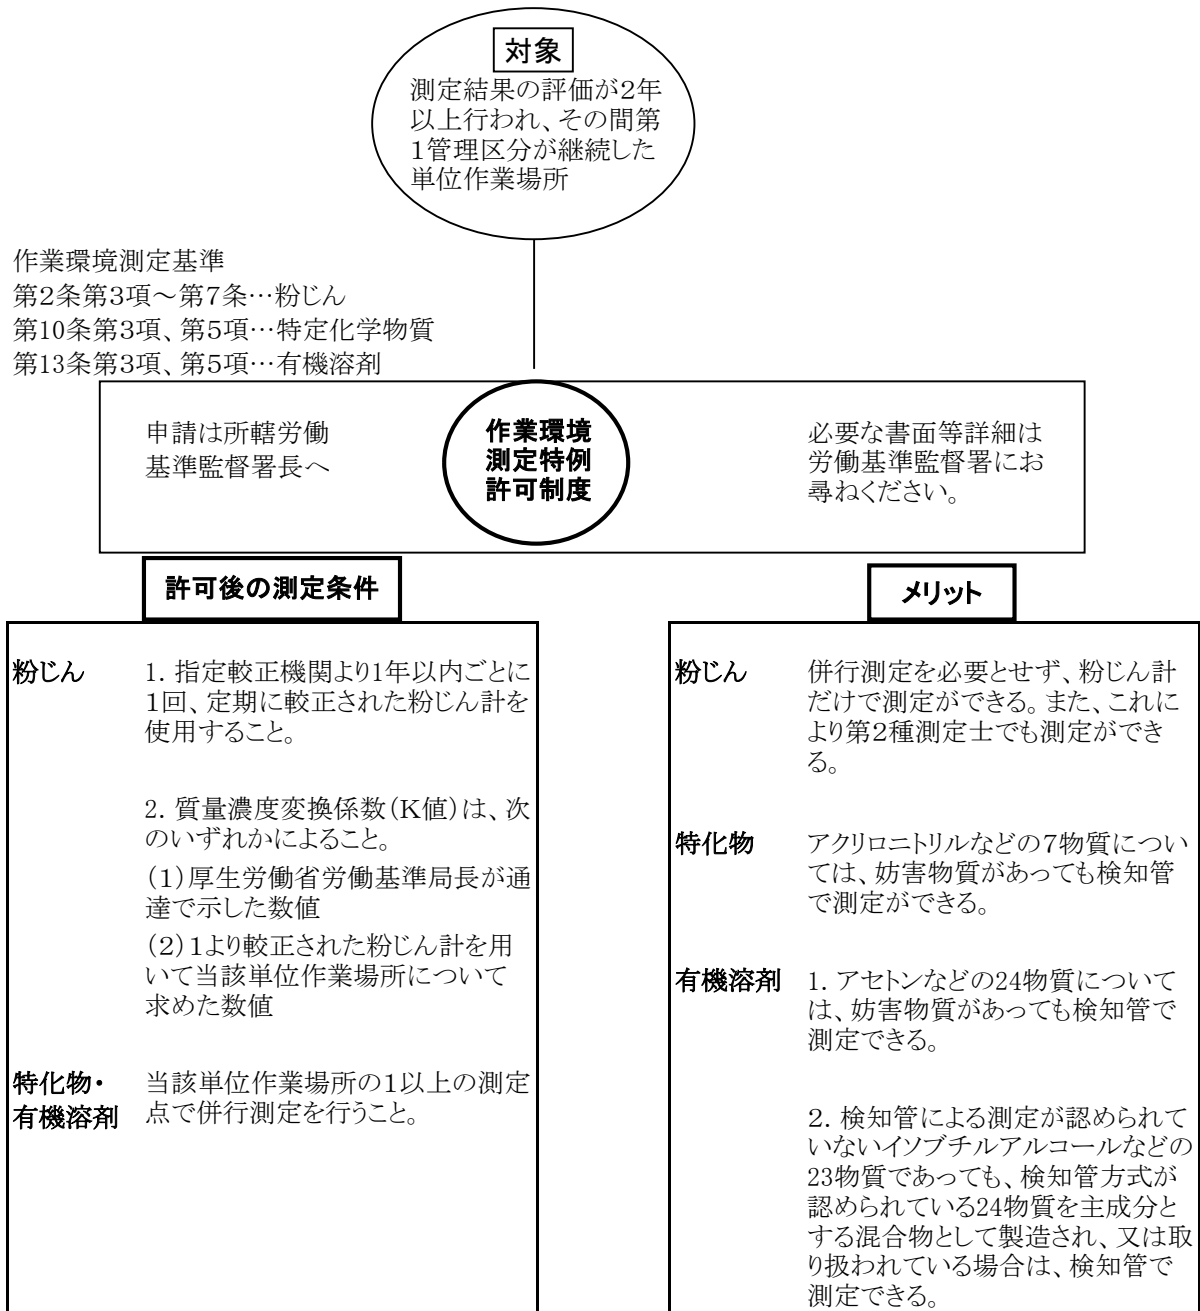 対象
測定結果の評価が2年
以上行われ、その間第
1管理区分が継続した
単位作業場所
作業環境測定基準
第2条第3項～第7条…粉じん
第10条第3項、第5項…特定化学物質
第13条第3項、第5項…有機溶剤
申請は所轄労働
基準監督署長へ
作業環境
測定特例
許可制度
必要な書面等詳細は
労働基準監督署にお
尋ねください。
許可後の測定条件
粉じん
1. 指定較正機関より1年以内ごとに
1回、定期に較正された粉じん計を
使用すること。
2. 質量濃度変換係数（K値）は、次
のいずれかによること。
（1）厚生労働省労働基準局長が通
達で示した数値
（2）1より較正された粉じん計を用
いて当該単位作業場所について
求めた数値
特化物・
有機溶剤
当該単位作業場所の1以上の測定
点で併行測定を行うこと。
メリット
粉じん
併行測定を必要とせず、粉じん計
だけで測定ができる。また、これに
より第2種測定士でも測定ができ
る。
特化物
アクリロニトリルなどの7物質につい
ては、妨害物質があっても検知管
で測定ができる。
有機溶剤
1. アセトンなどの24物質について
は、妨害物質があっても検知管で
測定できる。
2. 検知管による測定が認められて
いないイソブチルアルコールなどの
23物質であっても、検知管方式が
認められている24物質を主成分と
する混合物として製造され、又は取
り扱われている場合は、検知管で
測定できる。